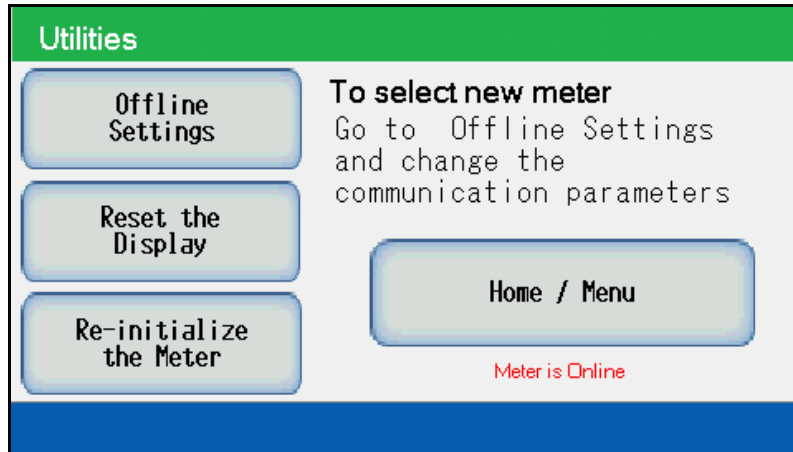 Utilities
Offline
Settings
Reset the
Display
Re-initialize
the Meter
To select new meter
Go to Offline Settings
and change the
communication parameters
Home / Menu
Meter is Online